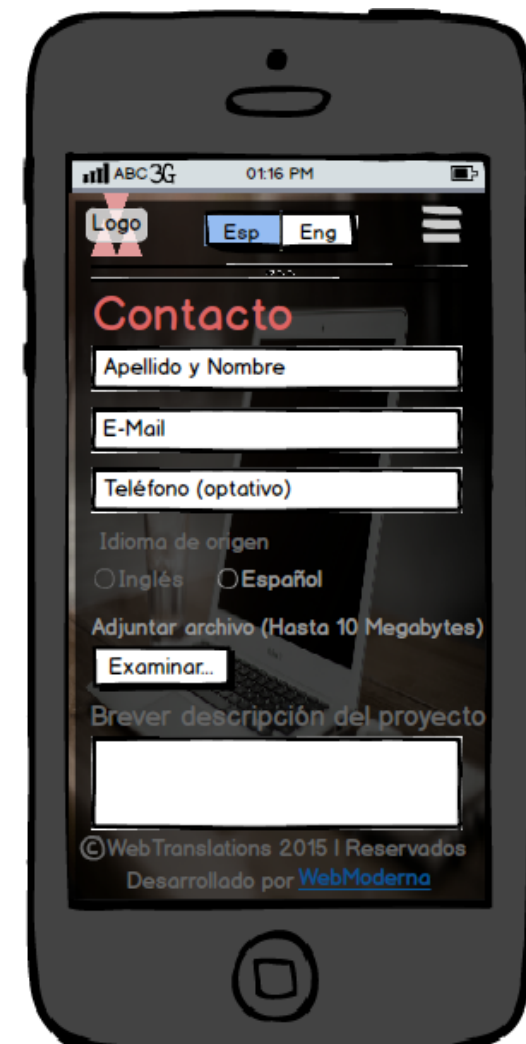 ABC 3G 01:16 PM
Logo Esp Eng
Contacto
Apellido y Nombre
E-Mail
Teléfono (optativo)
Idioma de origen
Inglés Español
Adjuntar archivo (Hasta 10 Megabytes)
Examinar...
Brever descripción del proyecto
©WebTranslations 2015 | Reservados
Desarrollado por WebModerna